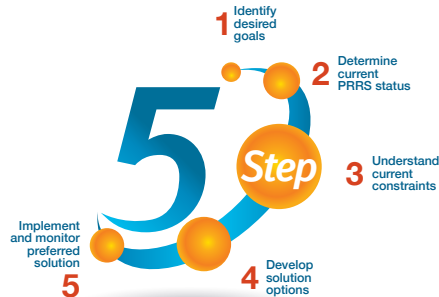 1 Identify
desired
goals
2 Determine
current
PRRS status
5 Step
3 Understand
current
constraints
4 Develop
solution
options
Implement
and monitor
preferred
solution
5